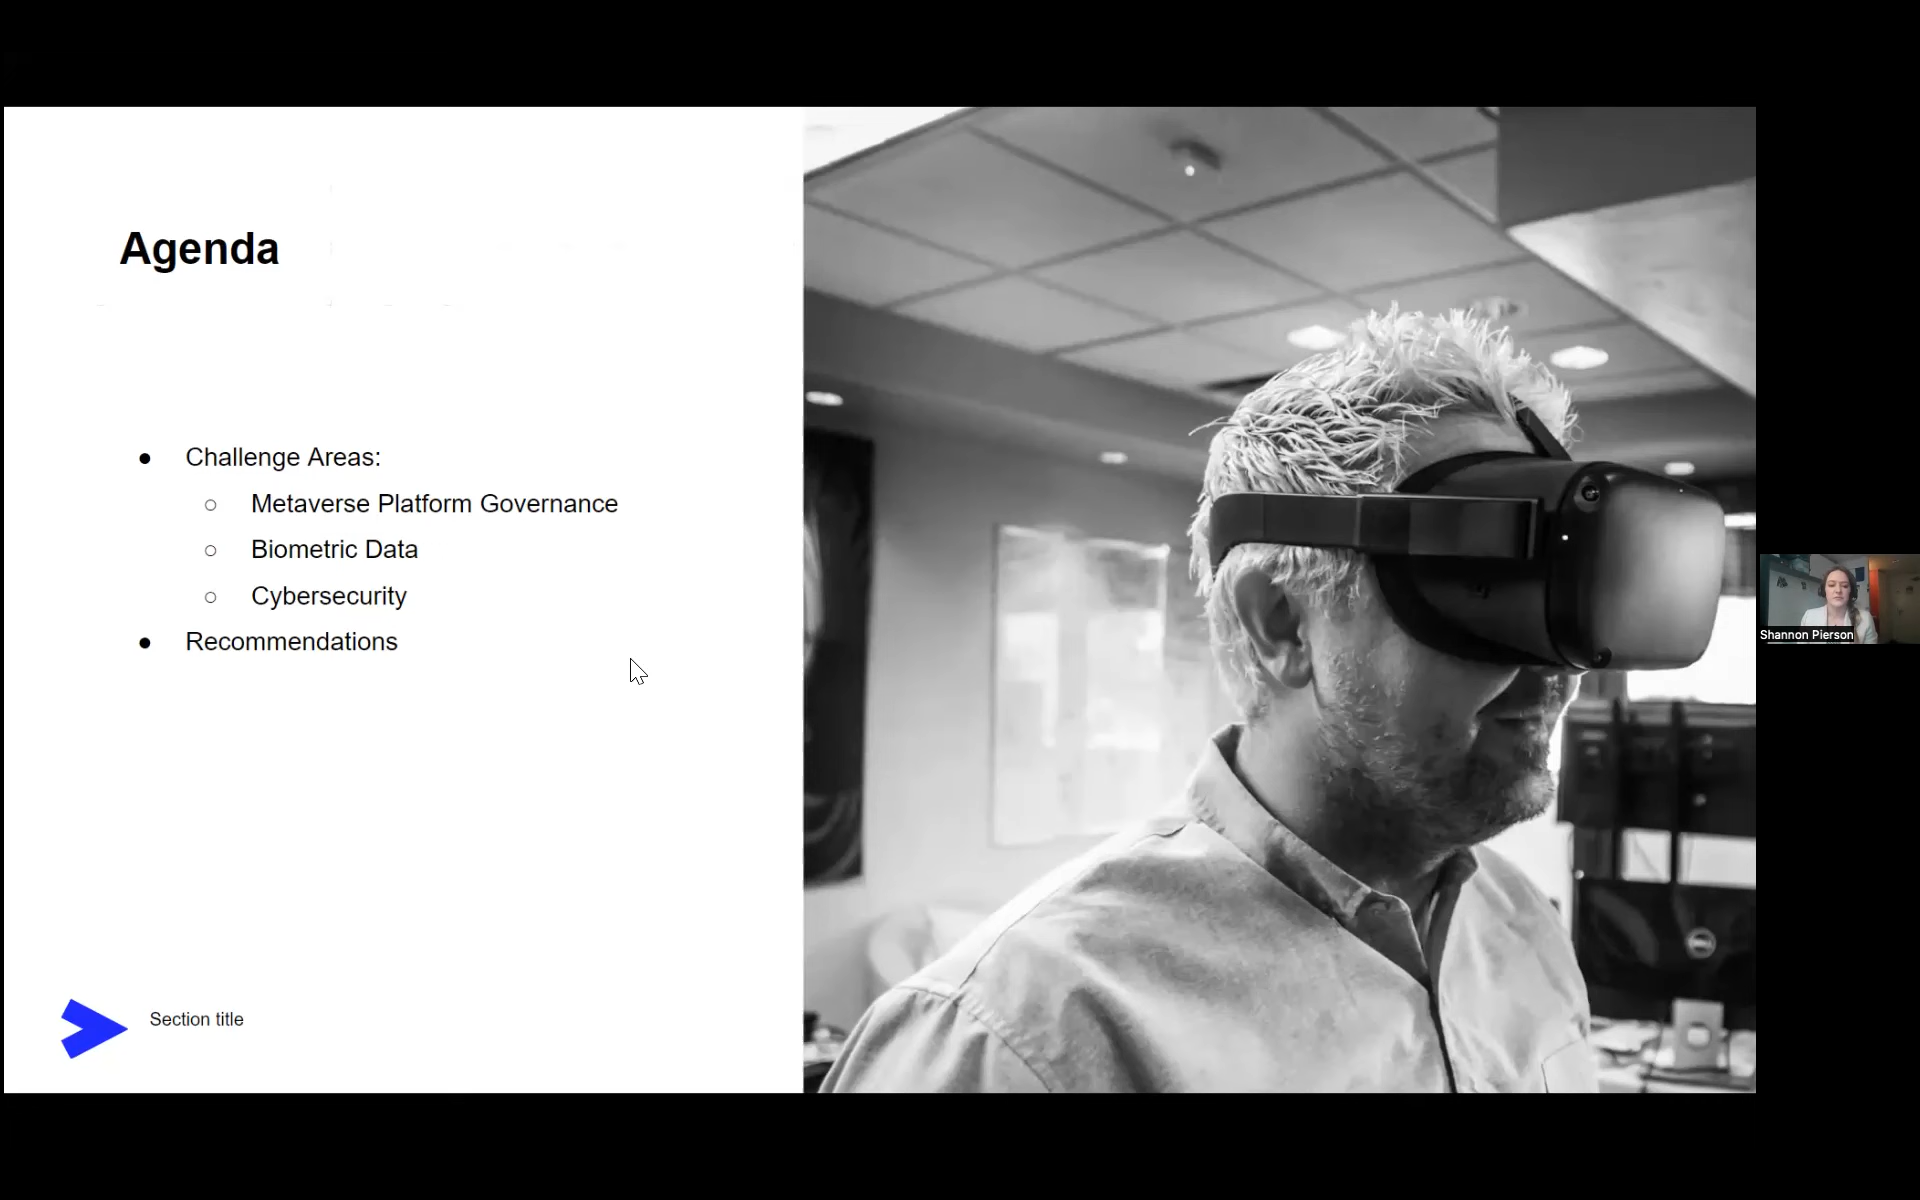 Agenda
Challenge Areas:
Metaverse Platform Governance
Biometric Data
Cybersecurity
Recommendations
Section title
Shannon Pierson